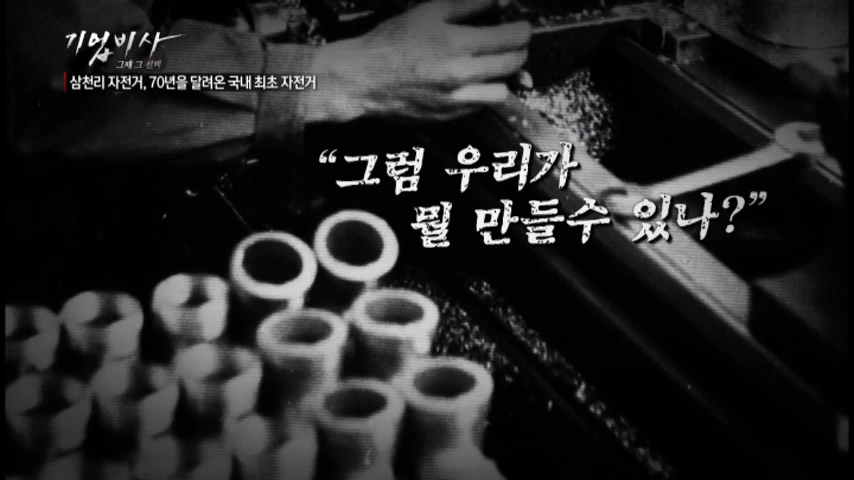 기업비사
그때 그 선택
삼천리 자전거, 70년을 달려온 국내 최초 자전거
“그럼 우리가
뭘 만들수 있나?”